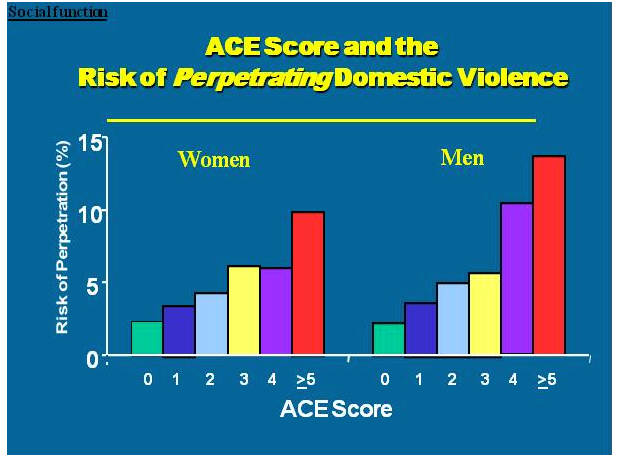 Social function
ACE Score and the
Risk of Perpetrating Domestic Violence
Women
Men
Risk of Perpetration (%)
15
10
5
0
0 1 2 3 4 ≥5
0 1 2 3 4 ≥5
ACE Score